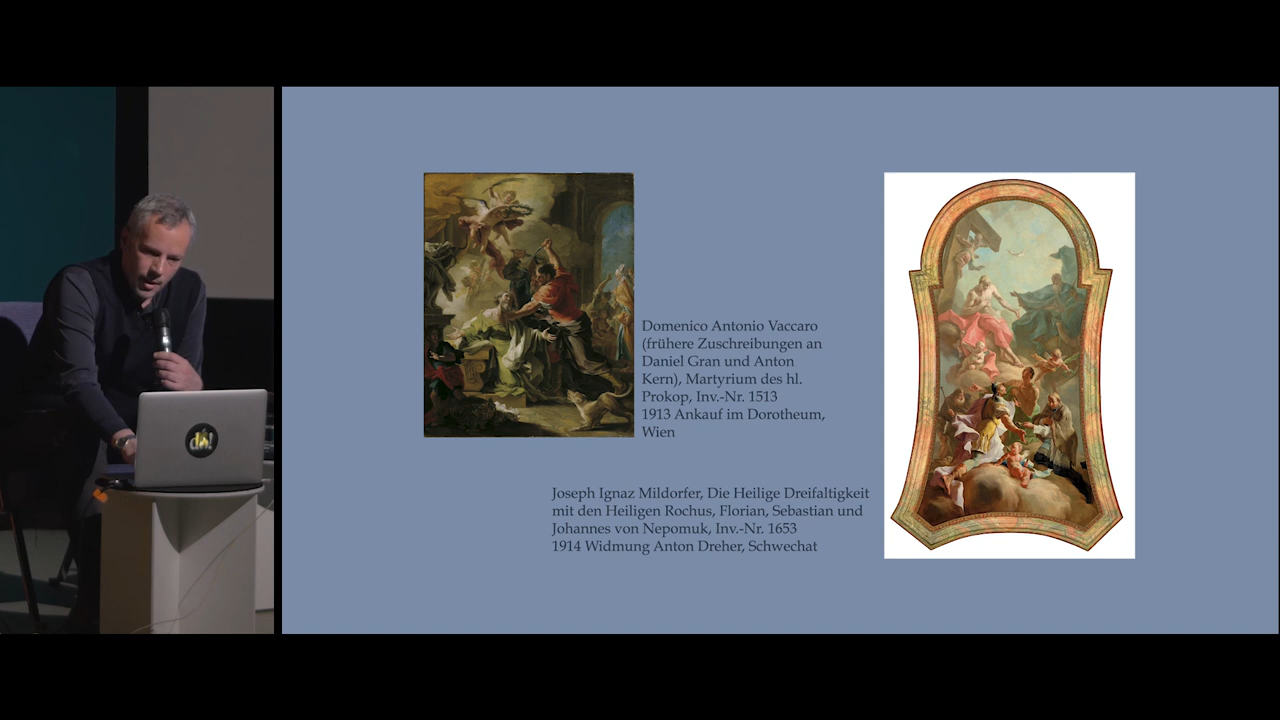 Domenico Antonio Vaccaro
(frühere Zuschreibungen an
Daniel Gran und Anton
Kern), Martyrium des hl.
Prokop, Inv.-Nr. 1513
1913 Ankauf im Dorotheum,
Wien
Joseph Ignaz Mildorfer, Die Heilige Dreifaltigkeit
mit den Heiligen Rochus, Florian, Sebastian und
Johannes von Nepomuk, Inv.-Nr. 1653
1914 Widmung Anton Dreher, Schwechat